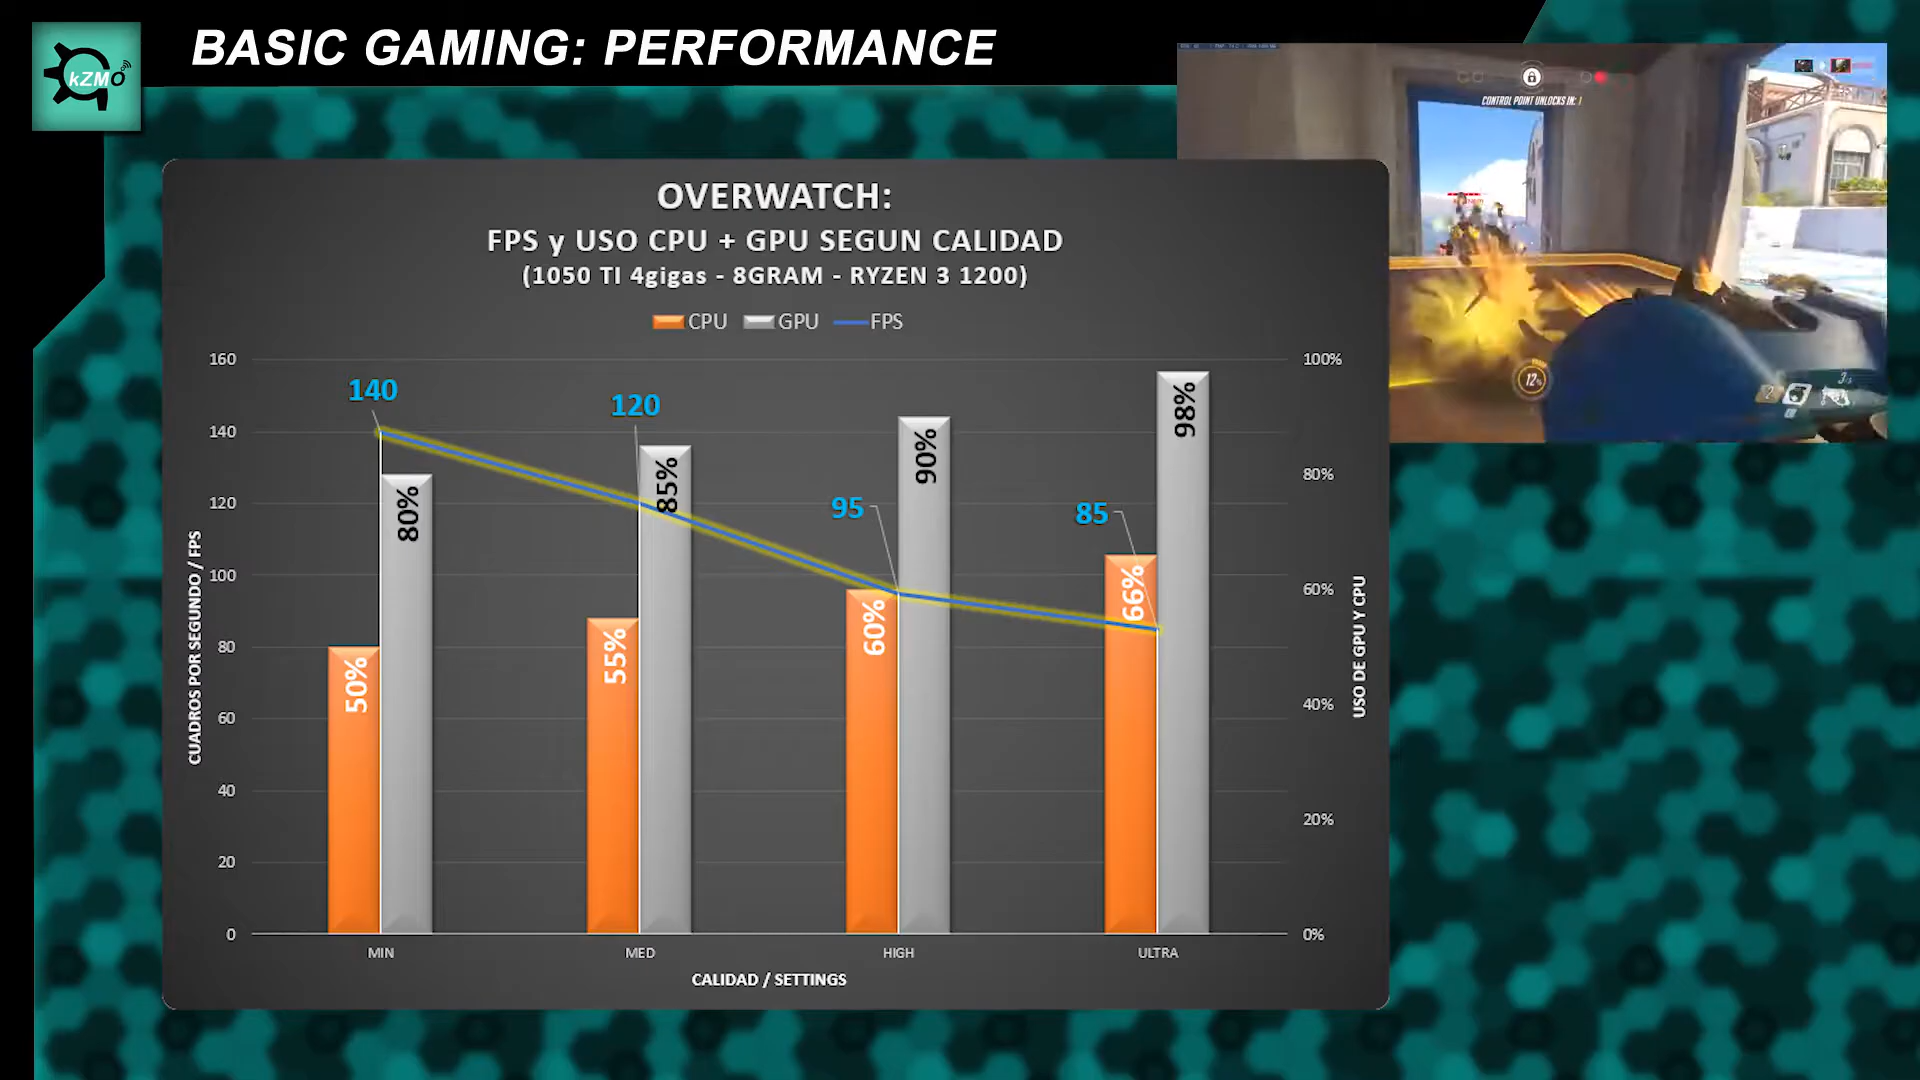 kZMO
BASIC GAMING: PERFORMANCE
CONTROL POINT UNLOCKS IN:
12%
OVERWATCH:
FPS y USO CPU + GPU SEGUN CALIDAD
(1050 TI 4gigas - 8GRAM - RYZEN 3 1200)
CPU GPU FPS
CUADROS POR SEGUNDO / FPS
160
140
120
100
80
60
40
20
0
140
120
95
85
50%
80%
55%
85%
60%
90%
66%
98%
100%
80%
60%
40%
20%
0%
USO DE GPU Y CPU
MIN MED HIGH ULTRA
CALIDAD / SETTINGS